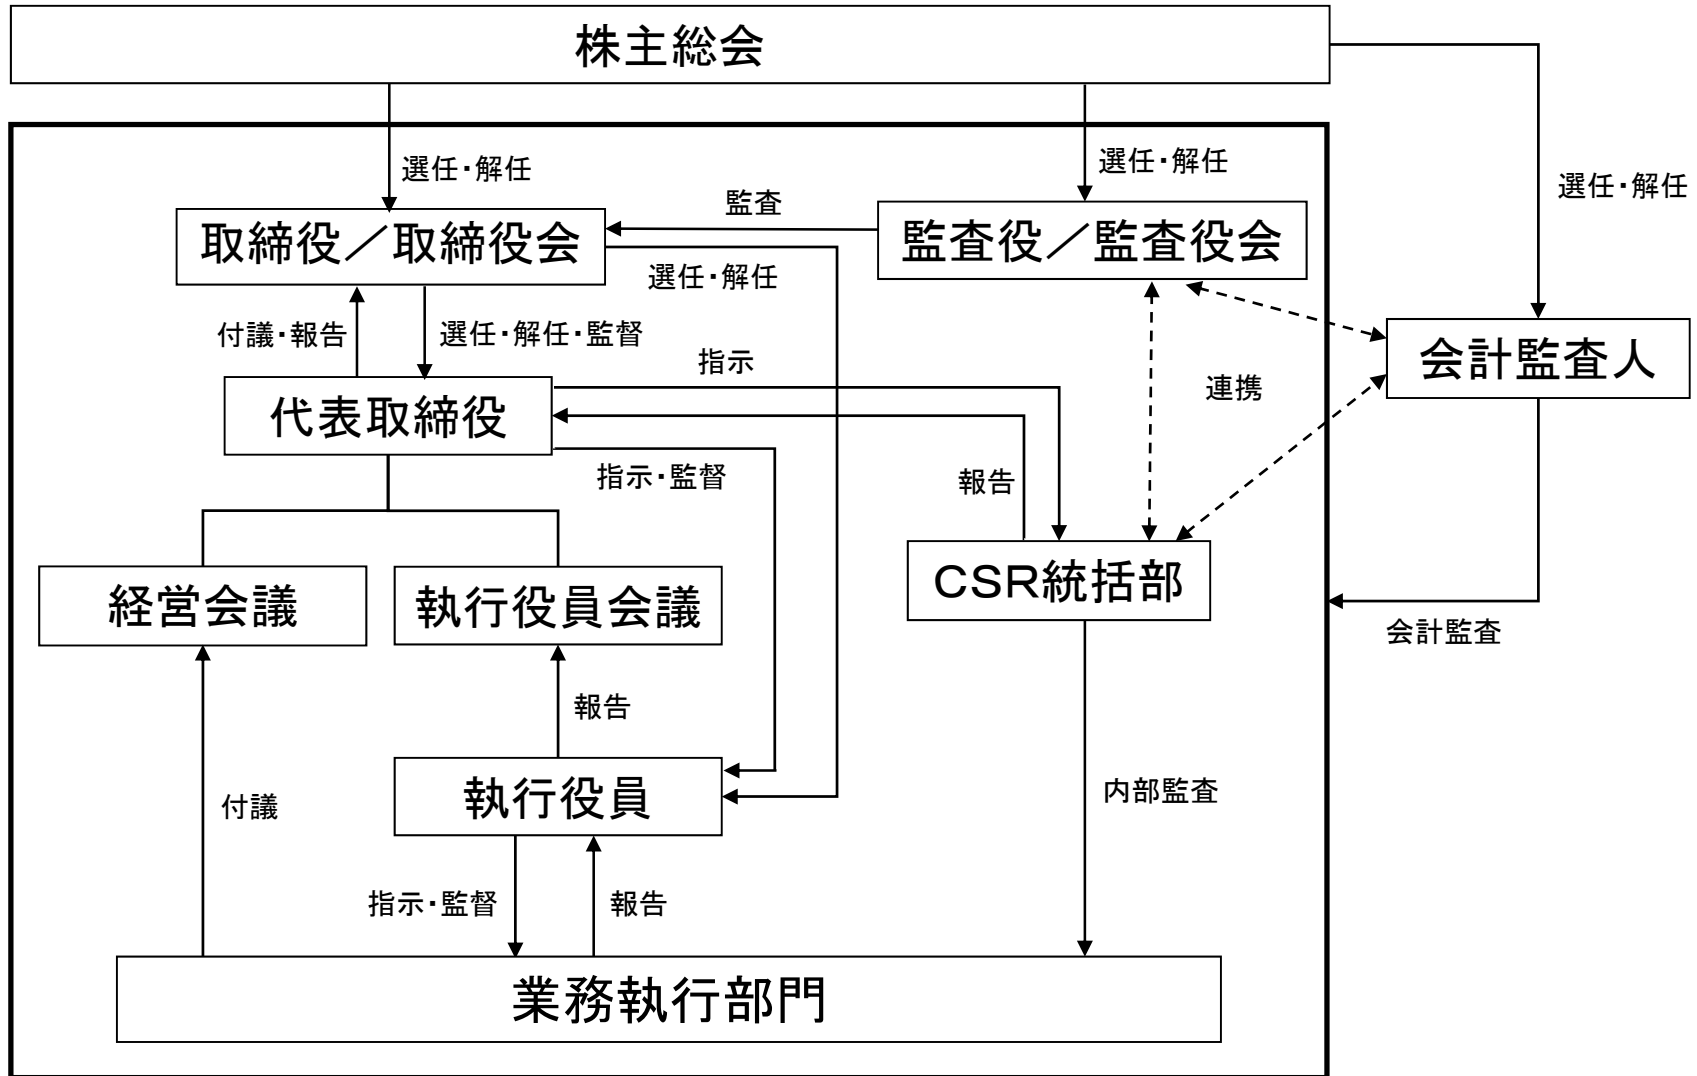 株主総会
選任・解任
選任・解任
選任・解任
監査
取締役／取締役会
監査役／監査役会
選任・解任
付議・報告
選任・解任・監督
指示
連携
会計監査人
代表取締役
指示・監督
報告
経営会議
執行役員会議
CSR統括部
会計監査
報告
付議
執行役員
内部監査
指示・監督
報告
業務執行部門